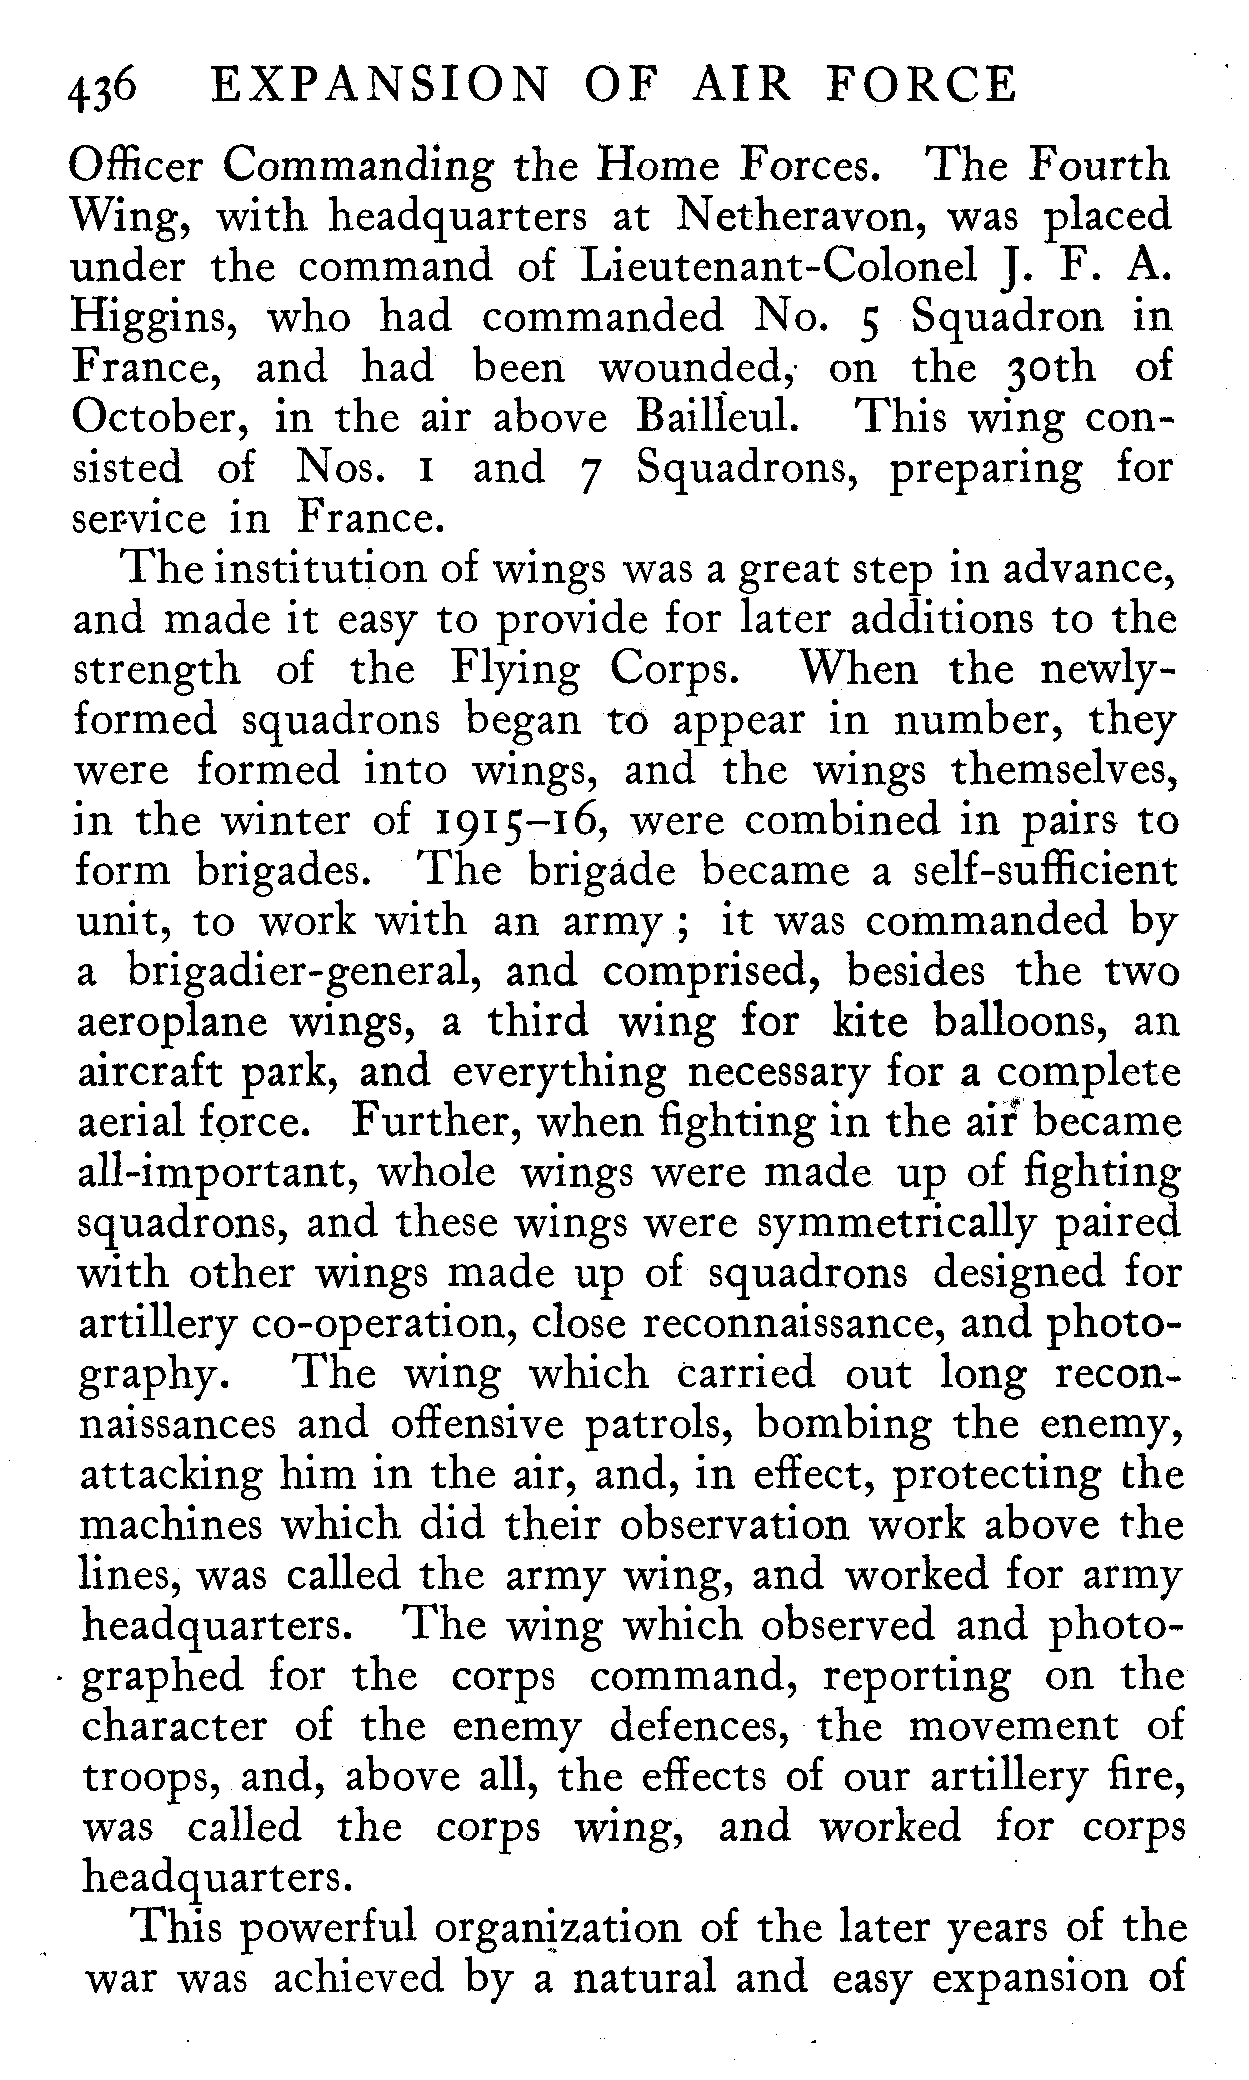 436 EXPANSION OF AIR FORCE
Officer Commanding the Home Forces. The Fourth
Wing, with headquarters at Netheravon, was placed
under the command of Lieutenant-Colonel J. F. A.
Higgins, who had commanded No. 5 Squadron in
France, and had been wounded, on the 30th of
October, in the air above Bailleul. This wing con-
sisted of Nos. 1 and 7 Squadrons, preparing for
service in France.
The institution of wings was a great step in advance,
and made it easy to provide for later additions to the
strength of the Flying Corps. When the newly-
formed squadrons began to appear in number, they
were formed into wings, and the wings themselves,
in the winter of 1915–16, were combined in pairs to
form brigades. The brigade became a self-sufficient
unit, to work with an army ; it was commanded by
a brigadier-general, and comprised, besides the two
aeroplane wings, a third wing for kite balloons, an
aircraft park, and everything necessary for a complete
aerial force. Further, when fighting in the air became
all-important, whole wings were made up of fighting
squadrons, and these wings were symmetrically paired
with other wings made up of squadrons designed for
artillery co-operation, close reconnaissance, and photo-
graphy. The wing which carried out long recon-
naissances and offensive patrols, bombing the enemy,
attacking him in the air, and, in effect, protecting the
machines which did their observation work above the
lines, was called the army wing, and worked for army
headquarters. The wing which observed and photo-
graphed for the corps command, reporting on the
character of the enemy defences, the movement of
troops, and, above all, the effects of our artillery fire,
was called the corps wing, and worked for corps
headquarters.
This powerful organization of the later years of the
war was achieved by a natural and easy expansion of